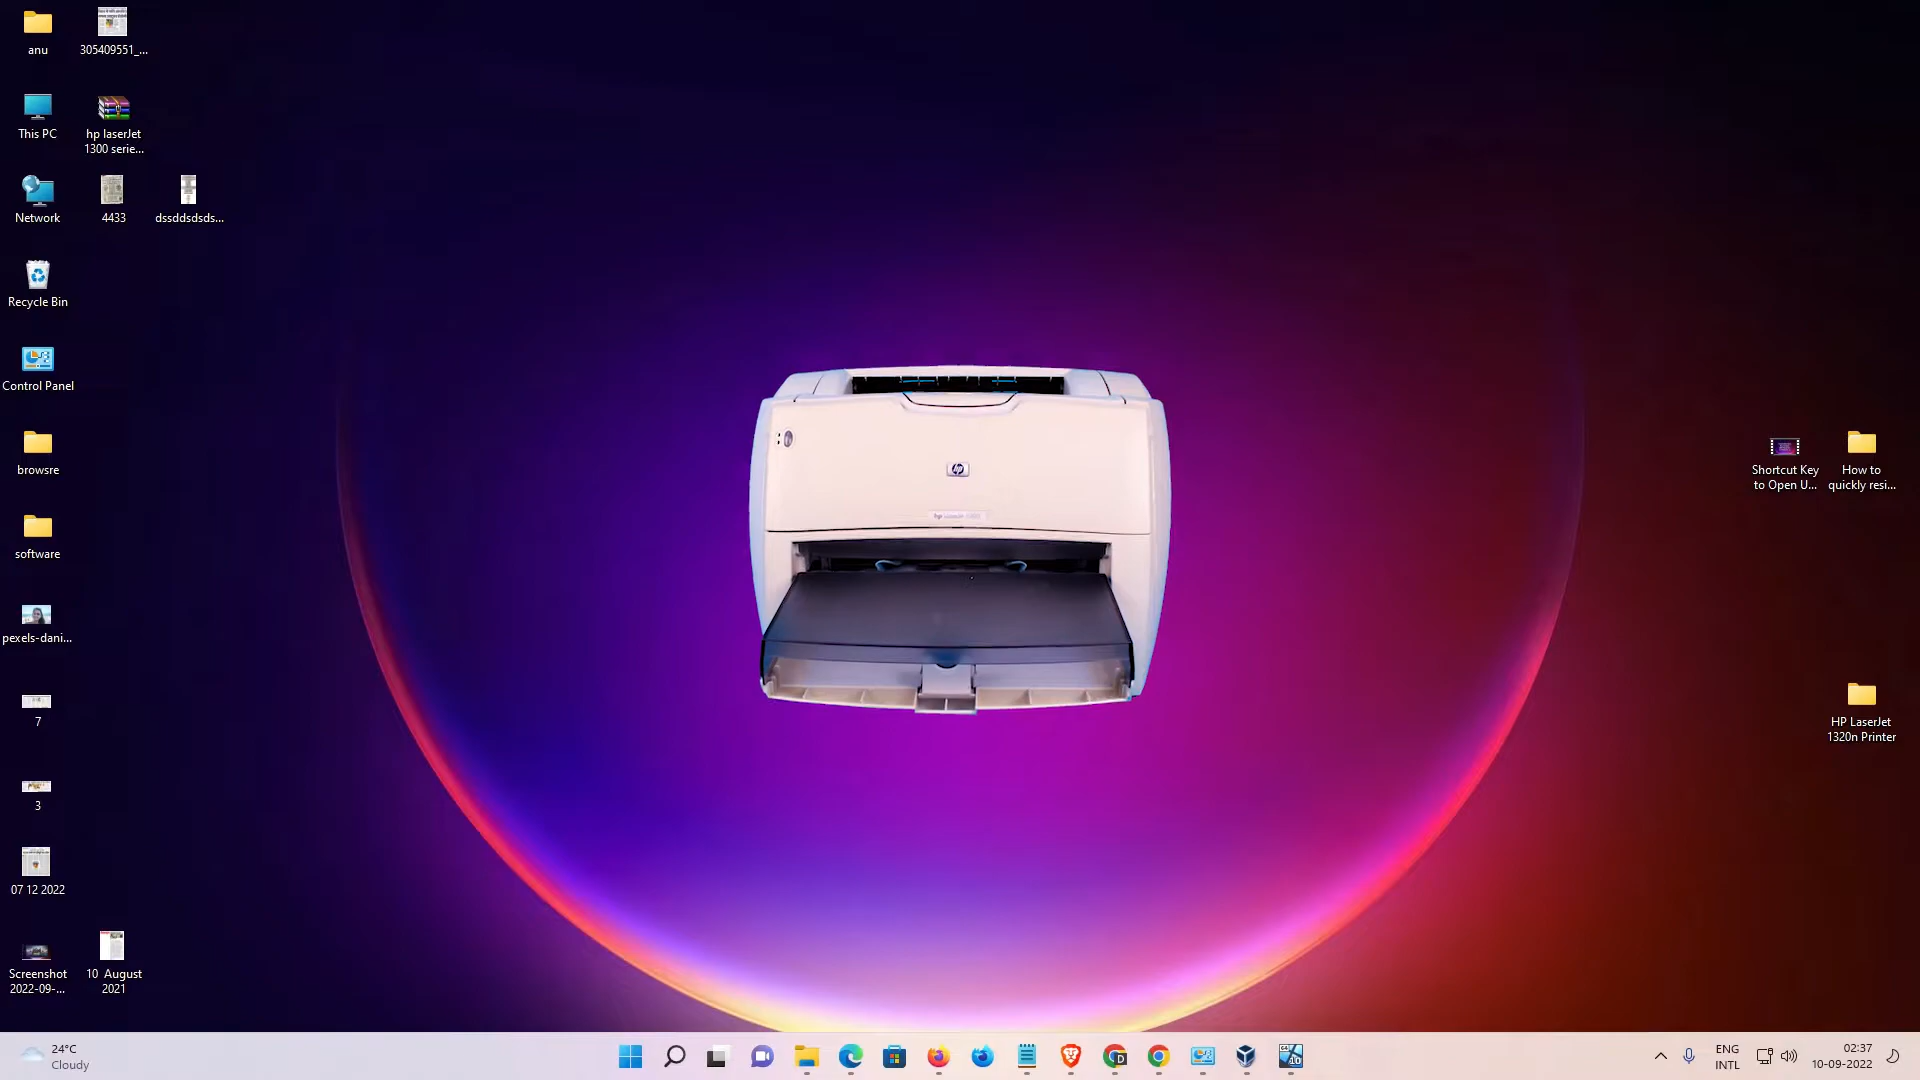 anu
305409551_...
This PC
hp laserJet
1300 serie...
Network
4433
dssddsdsds...
Recycle Bin
Control Panel
browsre
software
pexels-dani...
7
3
07 12 2022
Screenshot
2022-09-...
10 August
2021
hp
Shortcut Key
to Open U...
How to
quickly resi...
HP LaserJet
1320n Printer
24°C
Cloudy
ENG
INTL
02:37
10-09-2022